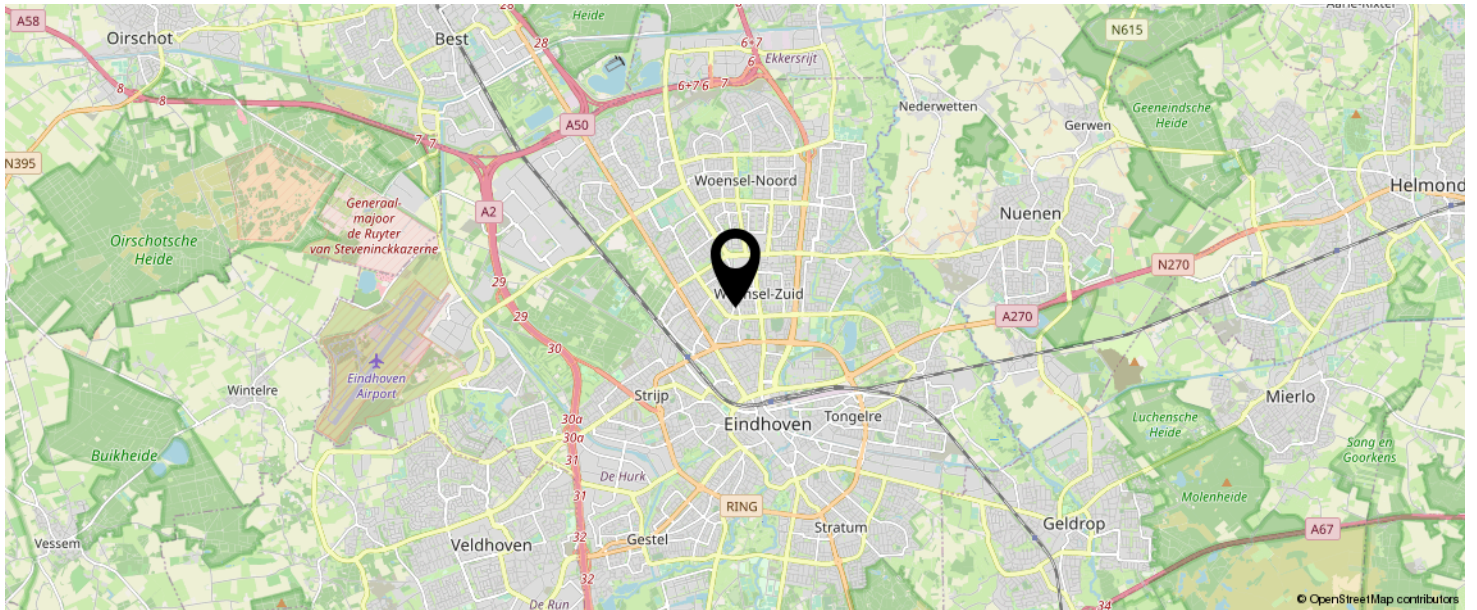 A58
Oirschot
Best
28
28
Heide
6+7
6
Ekkersrijt
6+7 6
7
N615
Aarle-Rixtel
8
8
A50
7
7
N395
Nederwetten
Gerwen
Geeneindsche
Heide
Woensel-Noord
Helmond
Generaal-
majoor
de Ruyter
van Steveninckkazerne
A2
Nuenen
Oirschotsche
Heide
N270
29
29
Woensel-Zuid
A270
30
Eindhoven
Airport
Wintelre
Strijp
Mierlo
30a
30a
Eindhoven
Tongelre
Luchensche
Heide
Buikheide
31
Sang en
Goorkens
De Hurk
31
Molenheide
RING
Stratum
Geldrop
A67
32
Gestel
Vessem
Veldhoven
32
De Run
34
© OpenStreetMap contributors